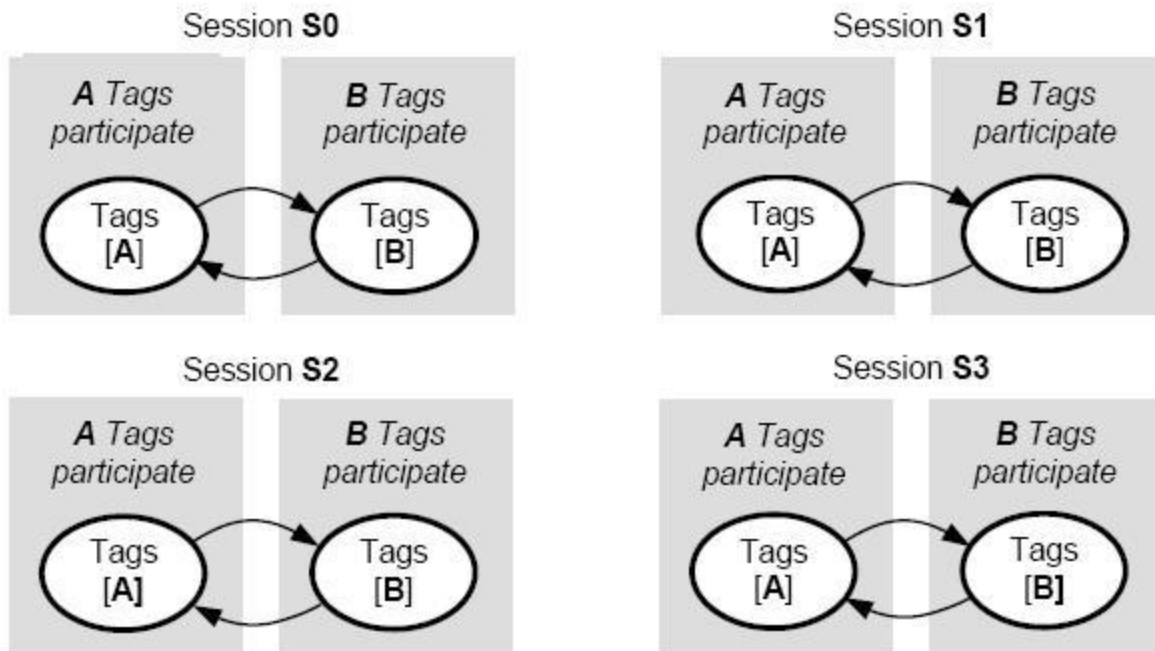 Session S0
A Tags
participate
B Tags
participate
Tags
[A]
Tags
[B]
Session S1
A Tags
participate
B Tags
participate
Tags
[A]
Tags
[B]
Session S2
A Tags
participate
B Tags
participate
Tags
[A]
Tags
[B]
Session S3
A Tags
participate
B Tags
participate
Tags
[A]
Tags
[B]